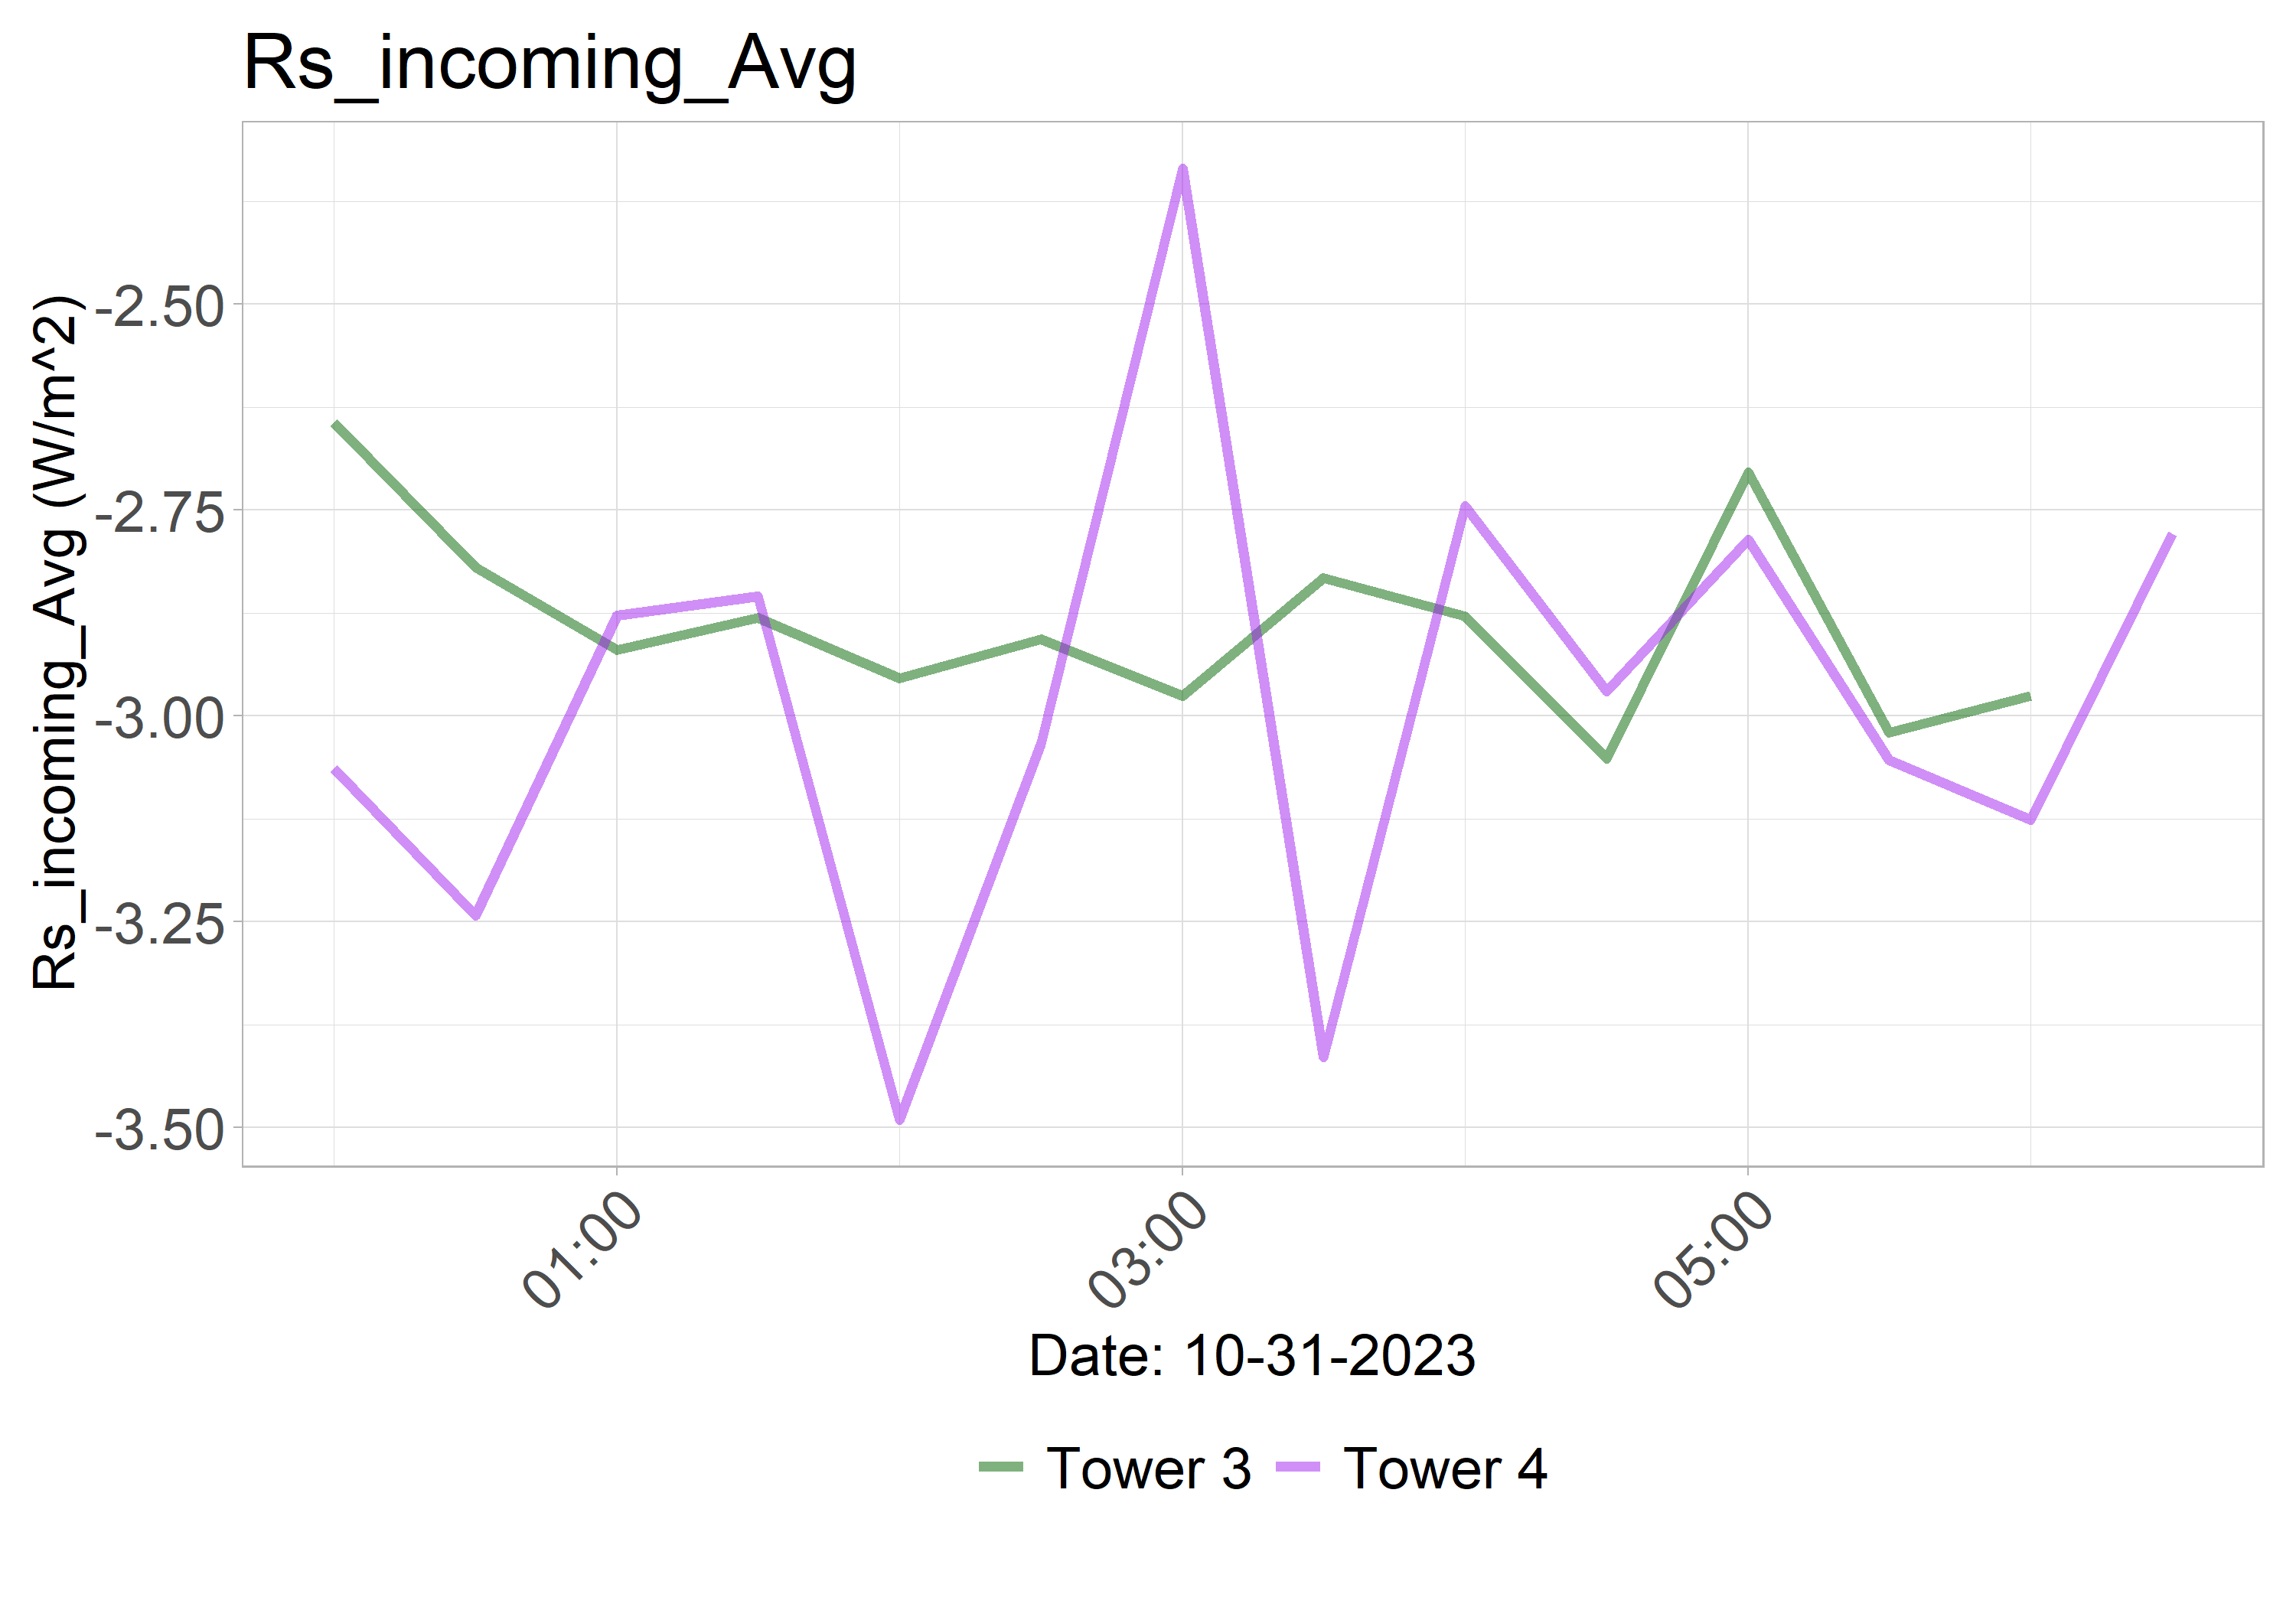 Rs_incoming_Avg
Rs_incoming_Avg (W/m^2)
-2.50
-2.75
-3.00
-3.25
-3.50
01:00
03:00
05:00
Date: 10-31-2023
Tower 3
Tower 4